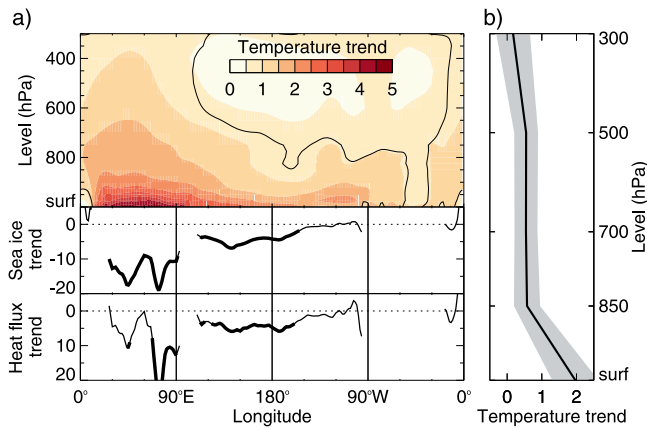 a)
Temperature trend
0 1 2 3 4 5
400
600
800
surf
Level (hPa)
0
-10
-20
Sea ice
trend
0
10
20
Heat flux
trend
0° 90°E 180° 90°W 0°
Longitude
b)
300
500
700
850
surf
Level (hPa)
0 1 2
Temperature trend